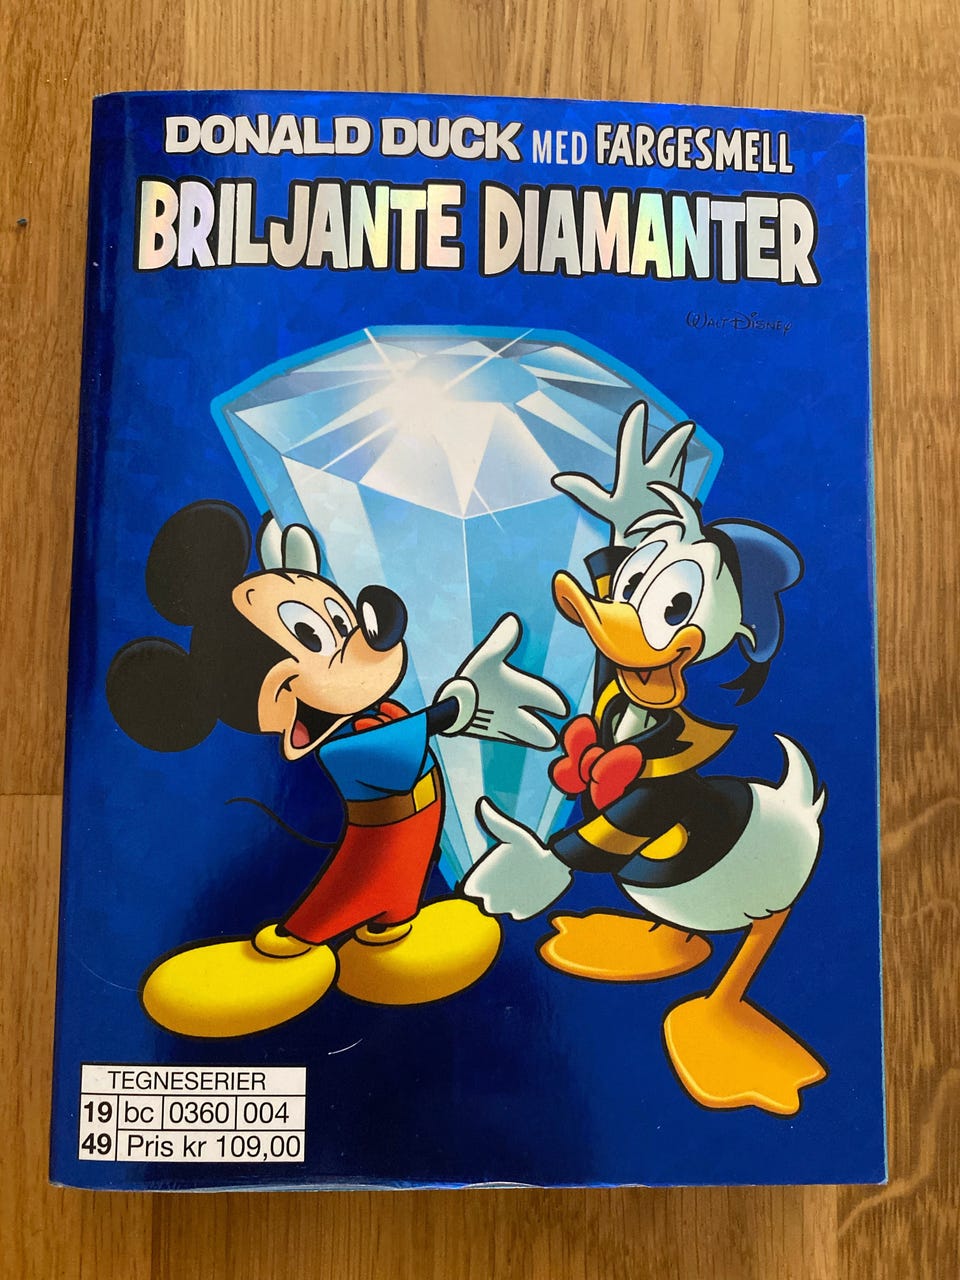 DONALD DUCK MED FARGESMELL
BRILJANTE DIAMANTER
WALT DISNEY
TEGNESERIER
19 bc 0360 004
49 Pris kr 109,00